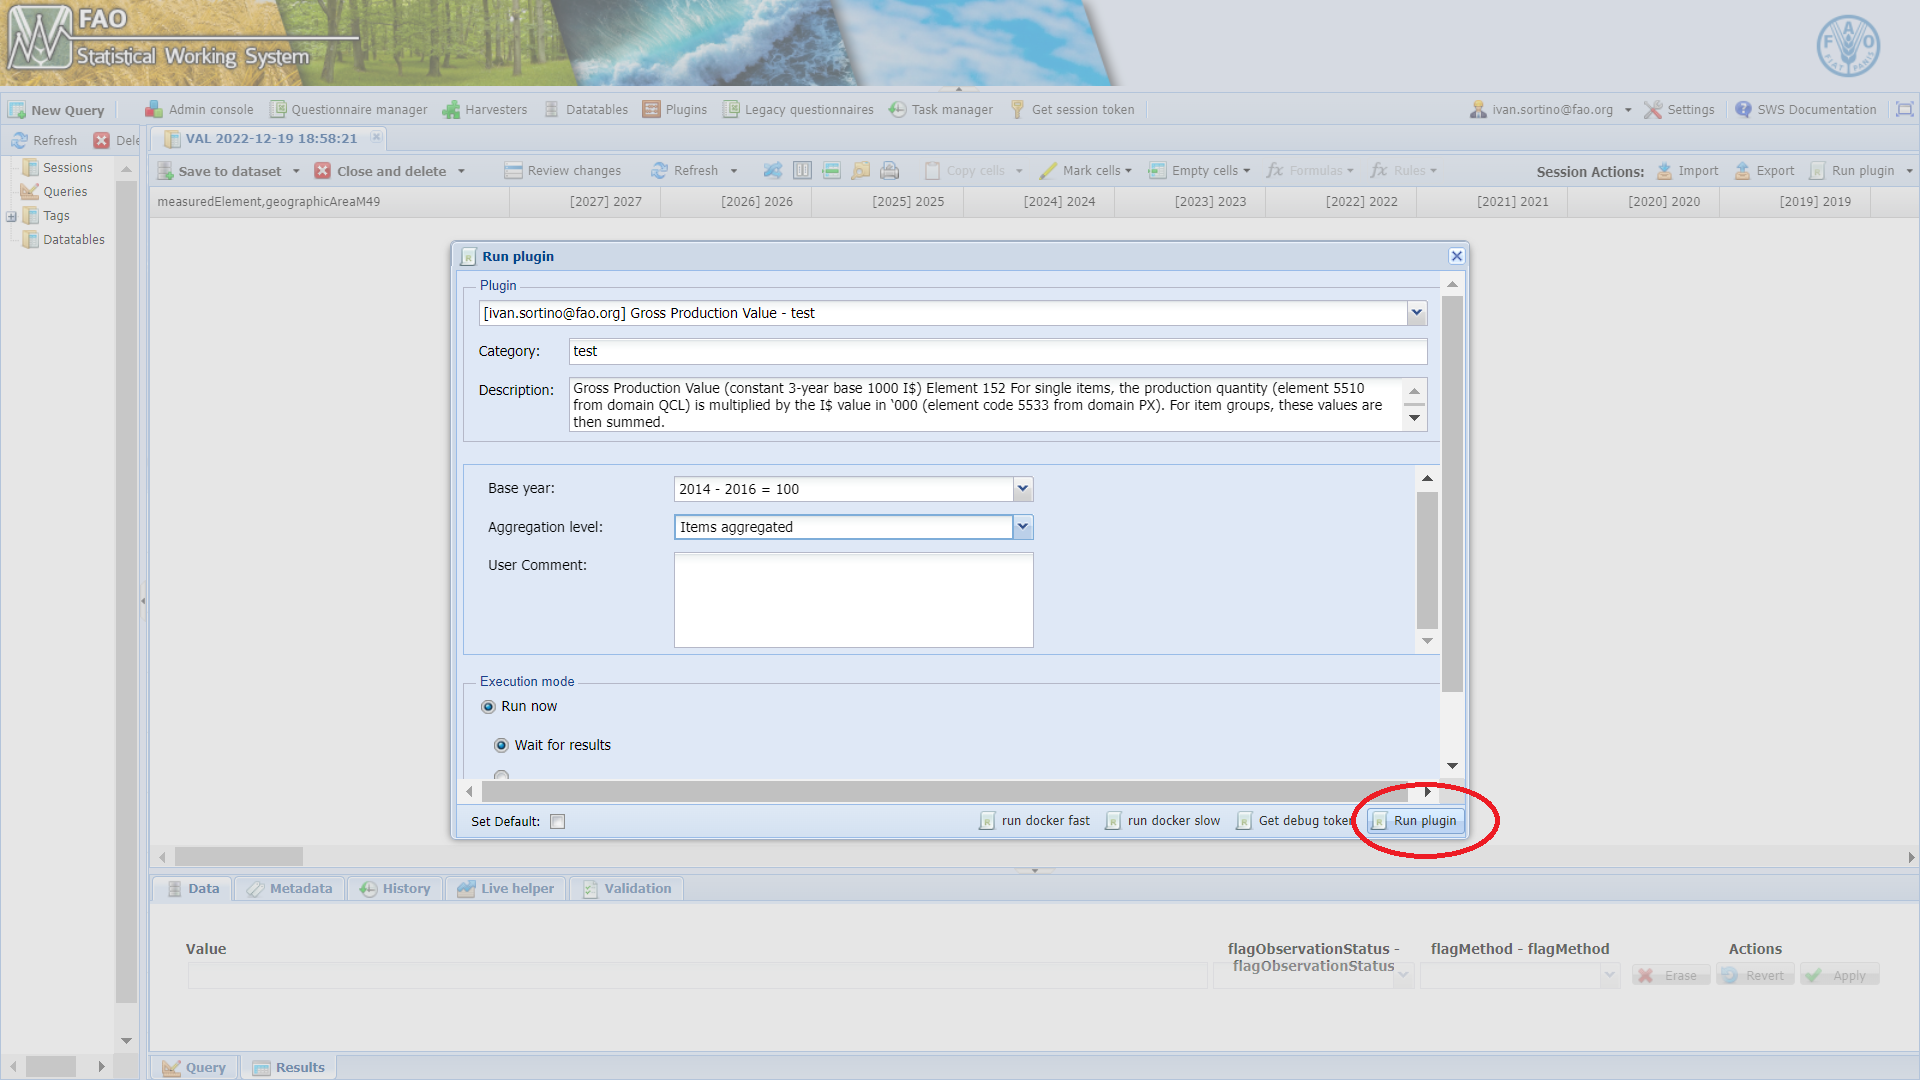 FAO
Statistical Working System
New Query
Admin console
Questionnaire manager
Harvesters
Datatables
Plugins
Legacy questionnaires
Task manager
Get session token
ivan.sortino@fao.org
Settings
SWS Documentation
Refresh
Dele
VAL 2022-12-19 18:58:21
Sessions
Queries
Tags
Datatables
Save to dataset
Close and delete
Review changes
Refresh
Copy cells
Mark cells
Empty cells
Formulas
Rules
Session Actions:
Import
Export
Run plugin
measuredElement,geographicAreaM49
[2027] 2027
[2026] 2026
[2025] 2025
[2024] 2024
[2023] 2023
[2022] 2022
[2021] 2021
[2020] 2020
[2019] 2019
Run plugin
Plugin
[ivan.sortino@fao.org] Gross Production Value - test
Category:
test
Description:
Gross Production Value (constant 3-year base 1000 I$) Element 152 For single items, the production quantity (element 5510
from domain QCL) is multiplied by the I$ value in ‘000 (element code 5533 from domain PX). For item groups, these values are
then summed.
Base year:
2014 - 2016 = 100
Aggregation level:
Items aggregated
User Comment:
Execution mode
Run now
Wait for results
Set Default:
run docker fast
run docker slow
Get debug token
Run plugin
Data
Metadata
History
Live helper
Validation
Value
flagObservationStatus -
flagObservationStatus
flagMethod - flagMethod
Actions
Erase
Revert
Apply
Query
Results